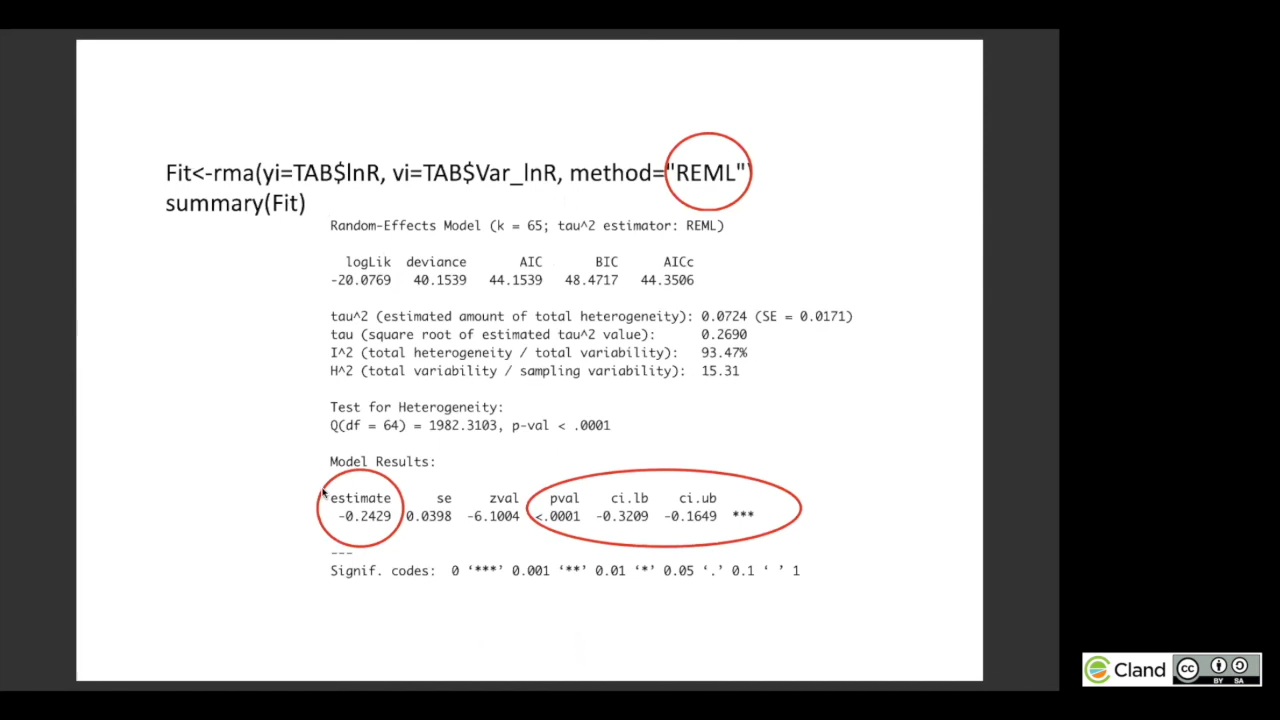 Fit<-rma(yi=TAB$lnR, vi=TAB$Var_lnR, method="REML")
summary(Fit)
Random-Effects Model (k = 65; tau^2 estimator: REML)
logLik deviance AIC BIC AICc
-20.0769 40.1539 44.1539 48.4717 44.3506
tau^2 (estimated amount of total heterogeneity): 0.0724 (SE = 0.0171)
tau (square root of estimated tau^2 value): 0.2690
I^2 (total heterogeneity / total variability): 93.47%
H^2 (total variability / sampling variability): 15.31
Test for Heterogeneity:
Q(df = 64) = 1982.3103, p-val < .0001
Model Results:
estimate se zval pval ci.lb ci.ub
-0.2429 0.0398 -6.1004 <.0001 -0.3209 -0.1649 ***
---
Signif. codes: 0 ‘***’ 0.001 ‘**’ 0.01 ‘*’ 0.05 ‘.’ 0.1 ‘ ’ 1
Cland cc BY SA